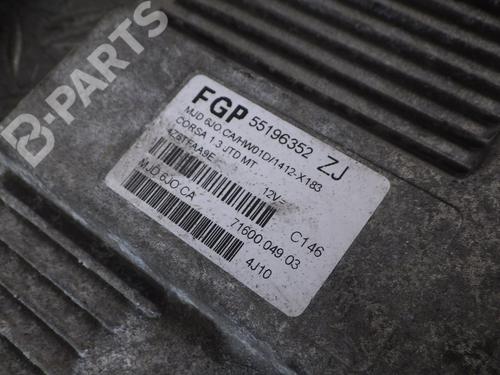 B-PARTS
FGP 55196352 ZJ
MJD 6JO.CA/HW01D/1412-X183
CORSA 1.3 JTD MT
4Z6TFAA9E 12V=
C146
MJD 6JO.CA 71600.049.03
4J10